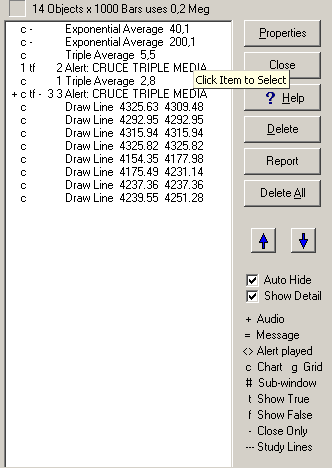 14 Objects x 1000 Bars uses 0,2 Meg
c - Exponential Average 40,1
c - Exponential Average 200,1
c Triple Average 5,5
1 tf 2 Alert: CRUCE TRIPLE MEDIA
c 1 Triple Average 2,8
+ c tf - 3 3 Alert: CRUCE TRIPLE MEDIA
c Draw Line 4325.63 4309.48
c Draw Line 4292.95 4292.95
c Draw Line 4315.94 4315.94
c Draw Line 4325.82 4325.82
c Draw Line 4154.35 4177.98
c Draw Line 4175.49 4231.14
c Draw Line 4237.36 4237.36
c Draw Line 4239.55 4251.28
Click Item to Select
Properties
Close
? Help
Delete
Report
Delete All
Auto Hide
Show Detail
+ Audio
= Message
<> Alert played
c Chart g Grid
# Sub-window
t Show True
f Show False
- Close Only
--- Study Lines